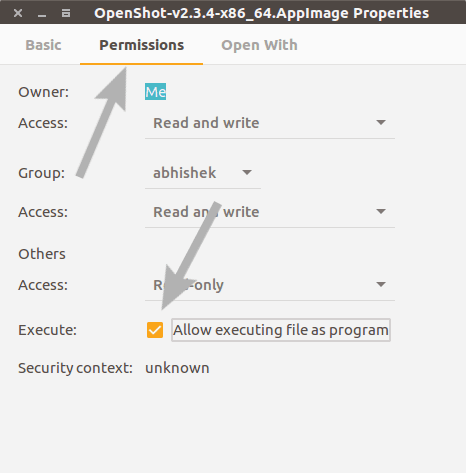 OpenShot-v2.3.4-x86_64.AppImage Properties
Basic Permissions Open With
Owner: Me
Access: Read and write
Group: abhishek
Access: Read and write
Others
Access: Read-only
Execute: Allow executing file as program
Security context: unknown